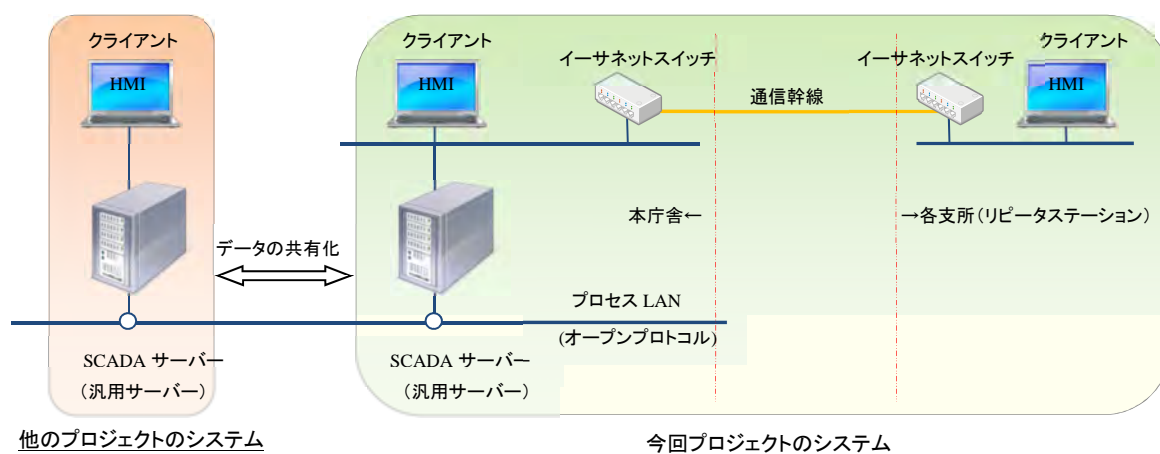 クライアント
クライアント
イーサネットスイッチ
イーサネットスイッチ
クライアント
HMI
HMI
HMI
通信幹線
本庁舎←
→各支所(リピータステーション)
データの共有化
プロセス LAN
(オープンプロトコル)
SCADA サーバー
(汎用サーバー)
SCADA サーバー
(汎用サーバー)
他のプロジェクトのシステム
今回プロジェクトのシステム